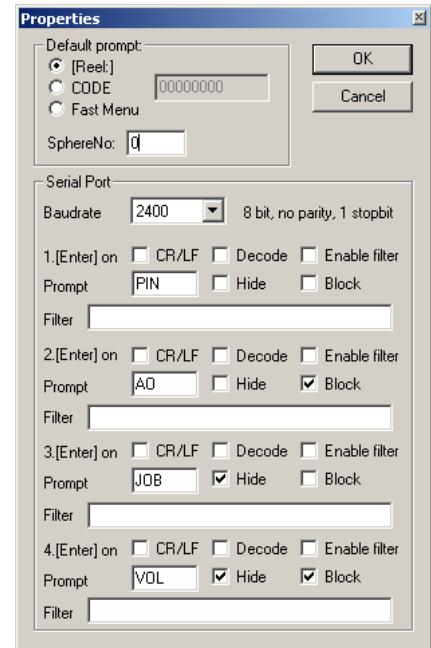 Properties
Default prompt:
[Reel:]
CODE 00000000
Fast Menu
SphereNo: 0
OK
Cancel
Serial Port
Baudrate 2400 8 bit, no parity, 1 stopbit
1.[Enter] on CR/LF Decode Enable filter
Prompt PIN Hide Block
Filter
2.[Enter] on CR/LF Decode Enable filter
Prompt AO Hide Block
Filter
3.[Enter] on CR/LF Decode Enable filter
Prompt JOB Hide Block
Filter
4.[Enter] on CR/LF Decode Enable filter
Prompt VOL Hide Block
Filter